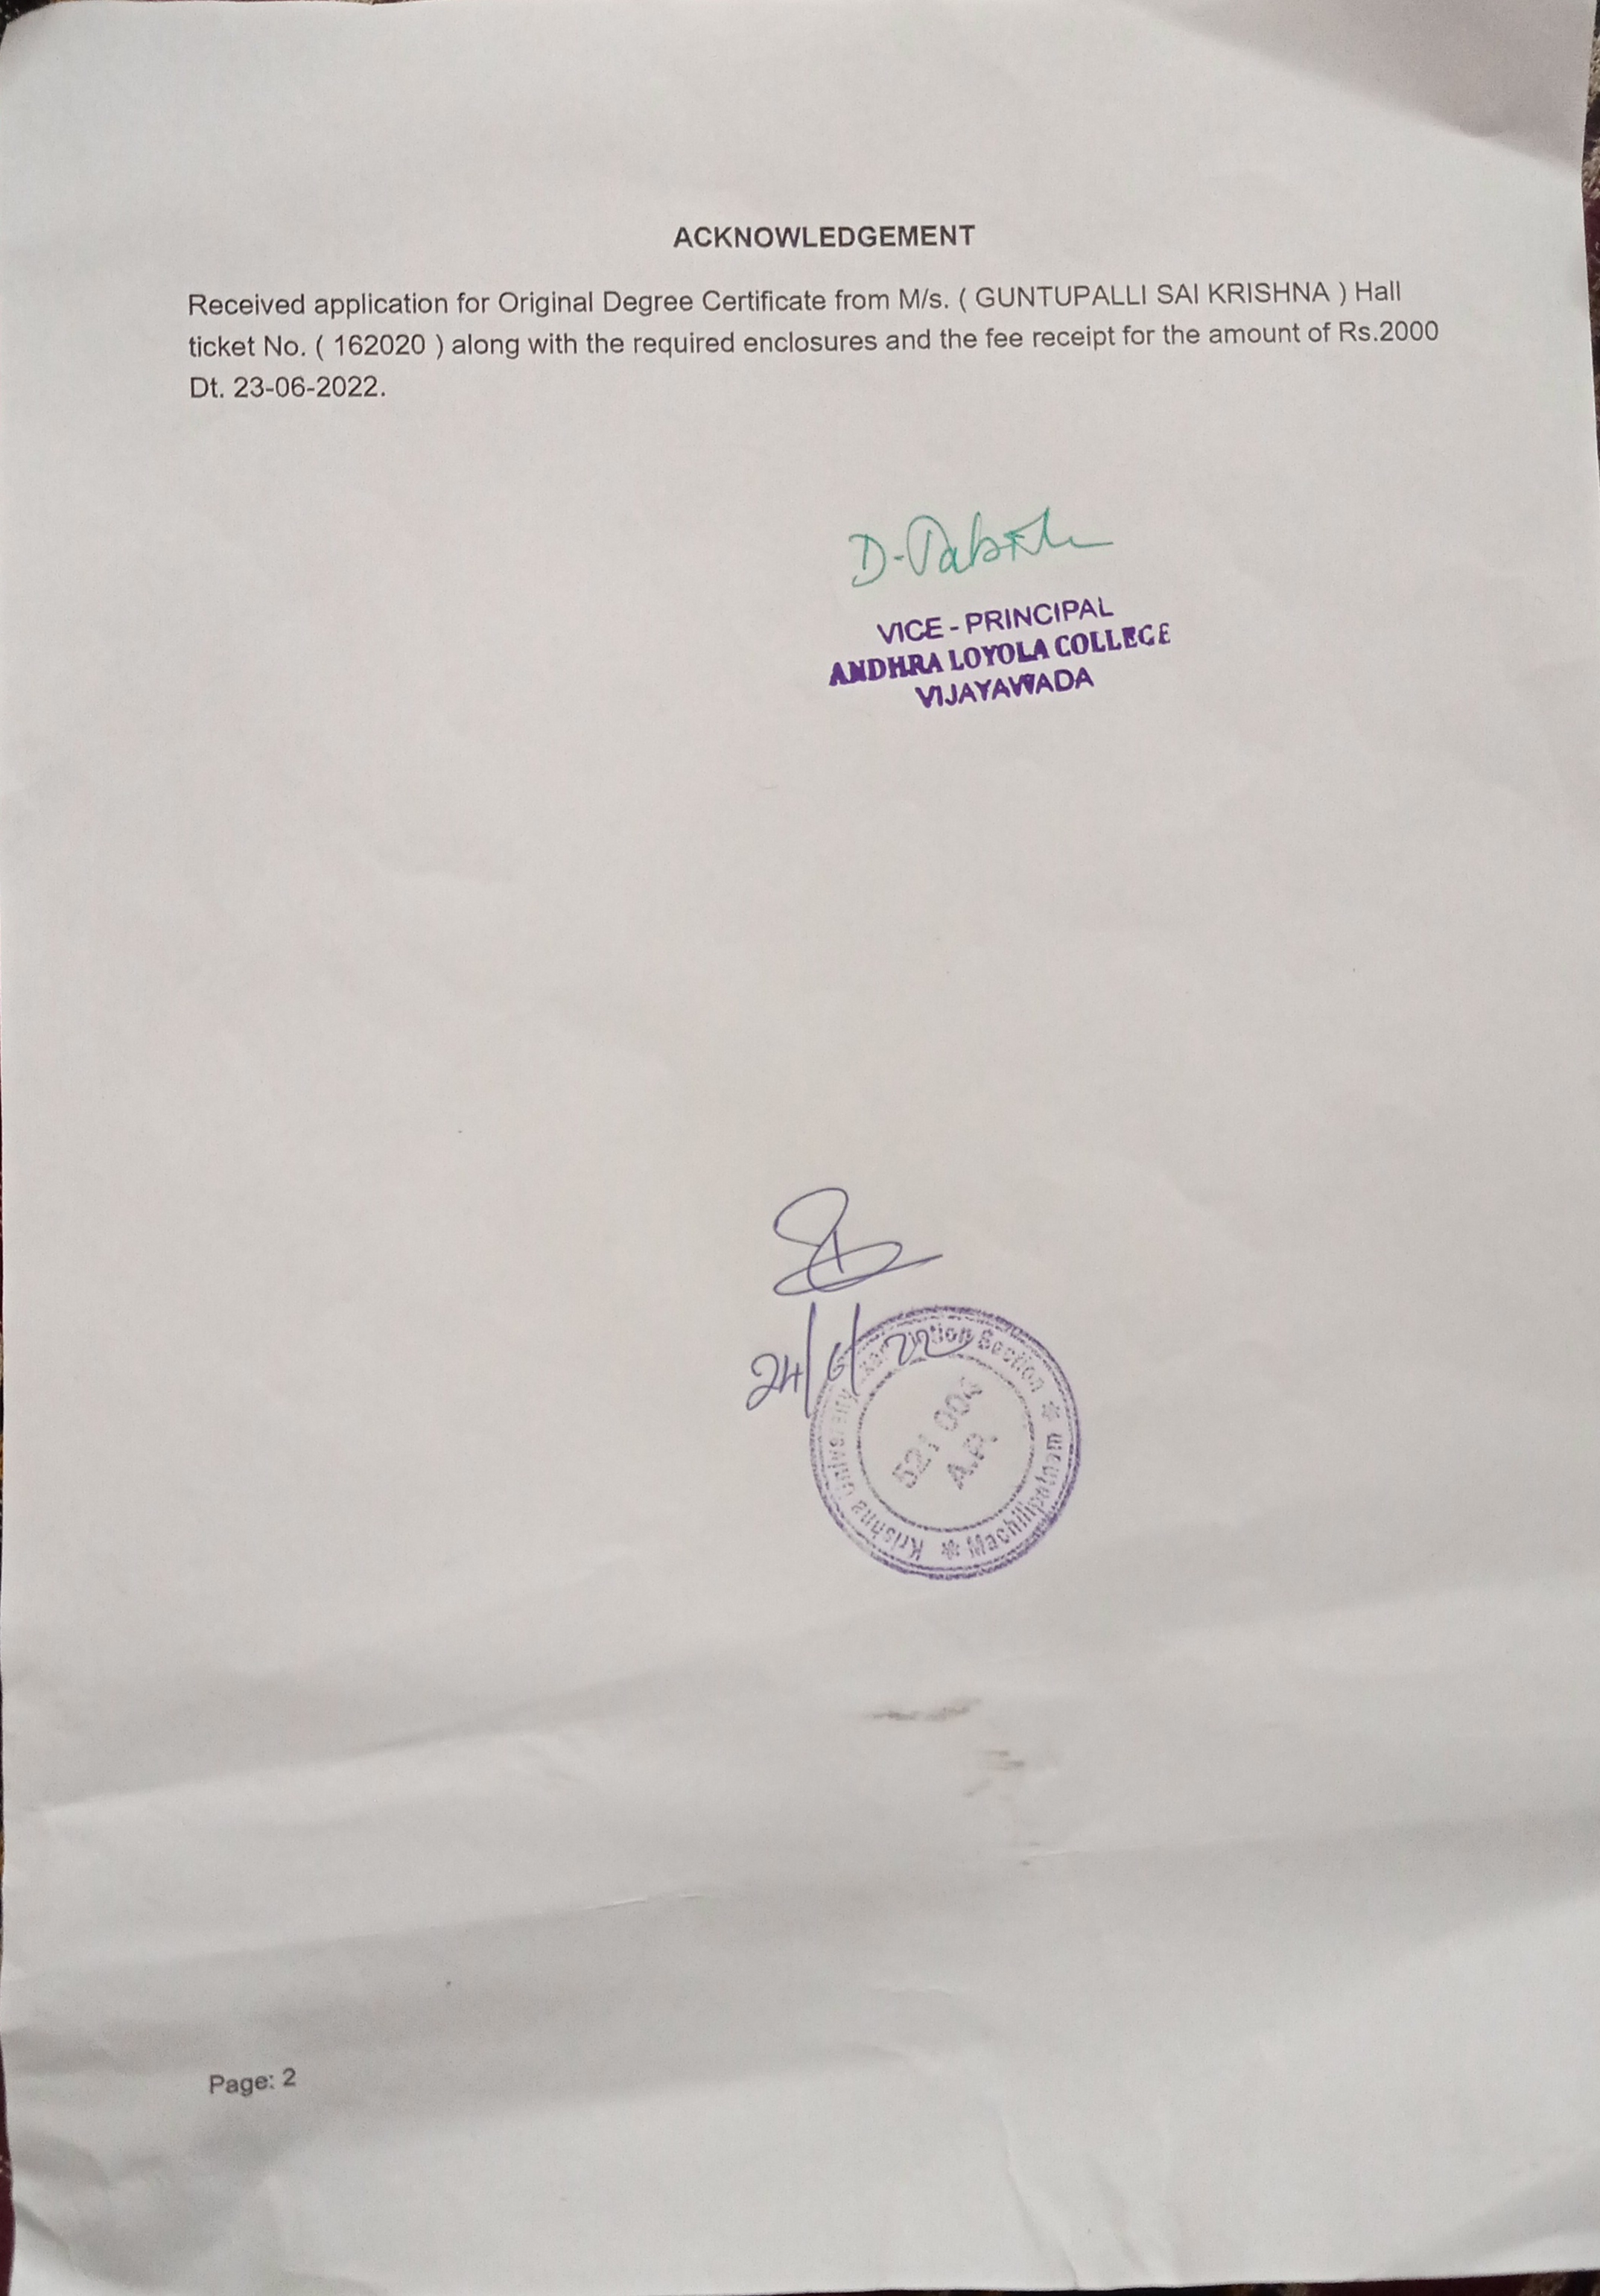 ACKNOWLEDGEMENT
Received application for Original Degree Certificate from M/s. ( GUNTUPALLI SAI KRISHNA ) Hall
ticket No. ( 162020 ) along with the required enclosures and the fee receipt for the amount of Rs.2000
Dt. 23-06-2022.
VICE - PRINCIPAL
ANDHRA LOYOLA COLLEGE
VIJAYAWADA
24/6/22
Krishna University Examination Section * Machilipatnam *
521 004
A.P.
Page: 2